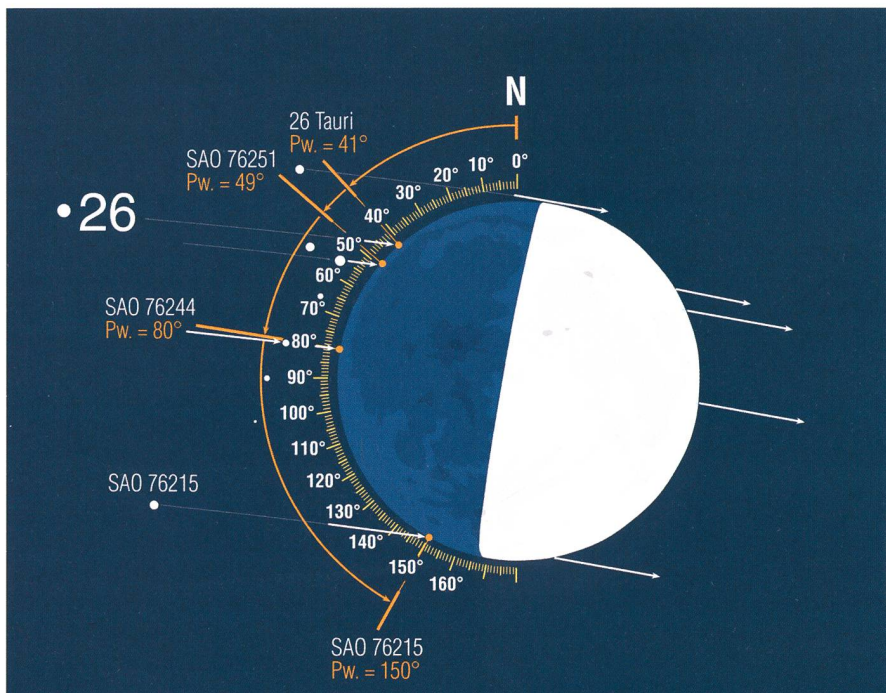 N
26 Tauri
Pw. = 41°
SAO 76251
Pw. = 49°
26
0°
10°
20°
30°
40°
50°
60°
70°
80°
90°
100°
110°
120°
130°
140°
150°
160°
SAO 76244
Pw. = 80°
SAO 76215
SAO 76215
Pw. = 150°